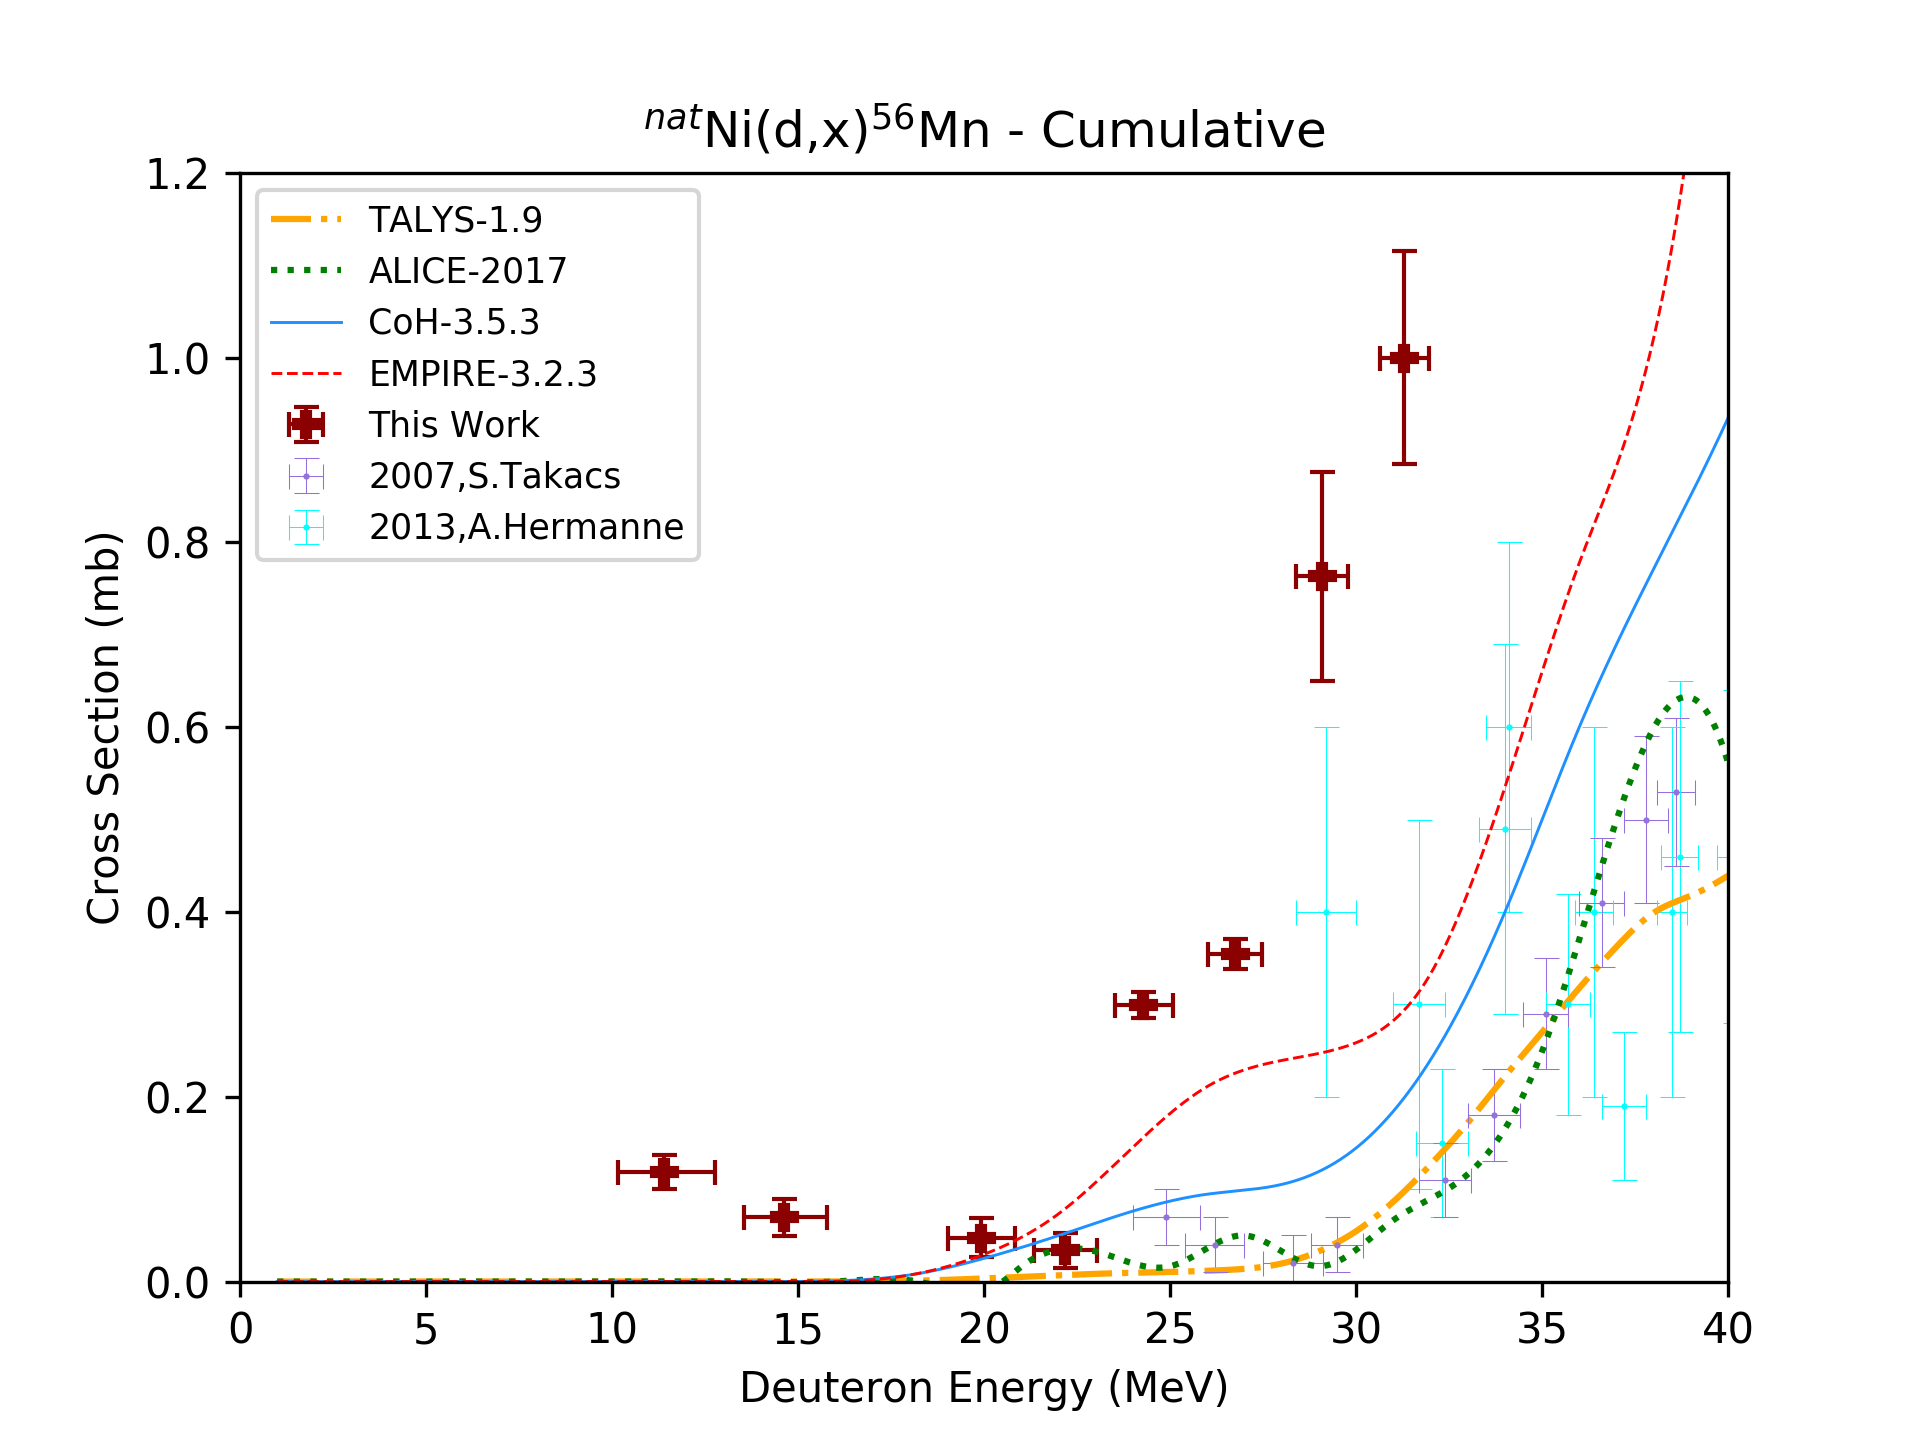 natNi(d,x)56Mn - Cumulative
TALYS-1.9
ALICE-2017
CoH-3.5.3
EMPIRE-3.2.3
This Work
2007,S.Takacs
2013,A.Hermanne
Cross Section (mb)
1.2
1.0
0.8
0.6
0.4
0.2
0.0
0 5 10 15 20 25 30 35 40
Deuteron Energy (MeV)